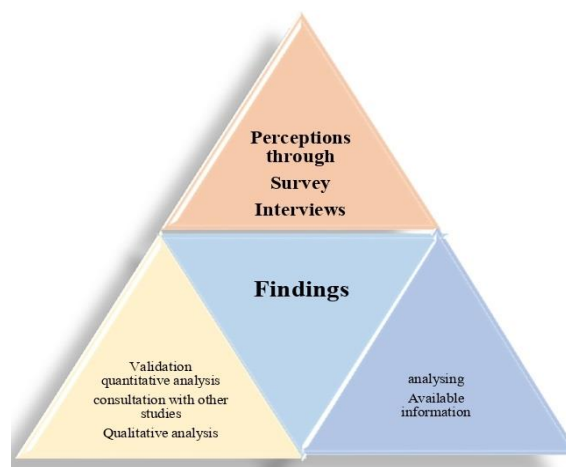 Perceptions
through
Survey
Interviews
Findings
Validation
quantitative analysis
consultation with other
studies
Qualitative analysis
analysing
Available
information